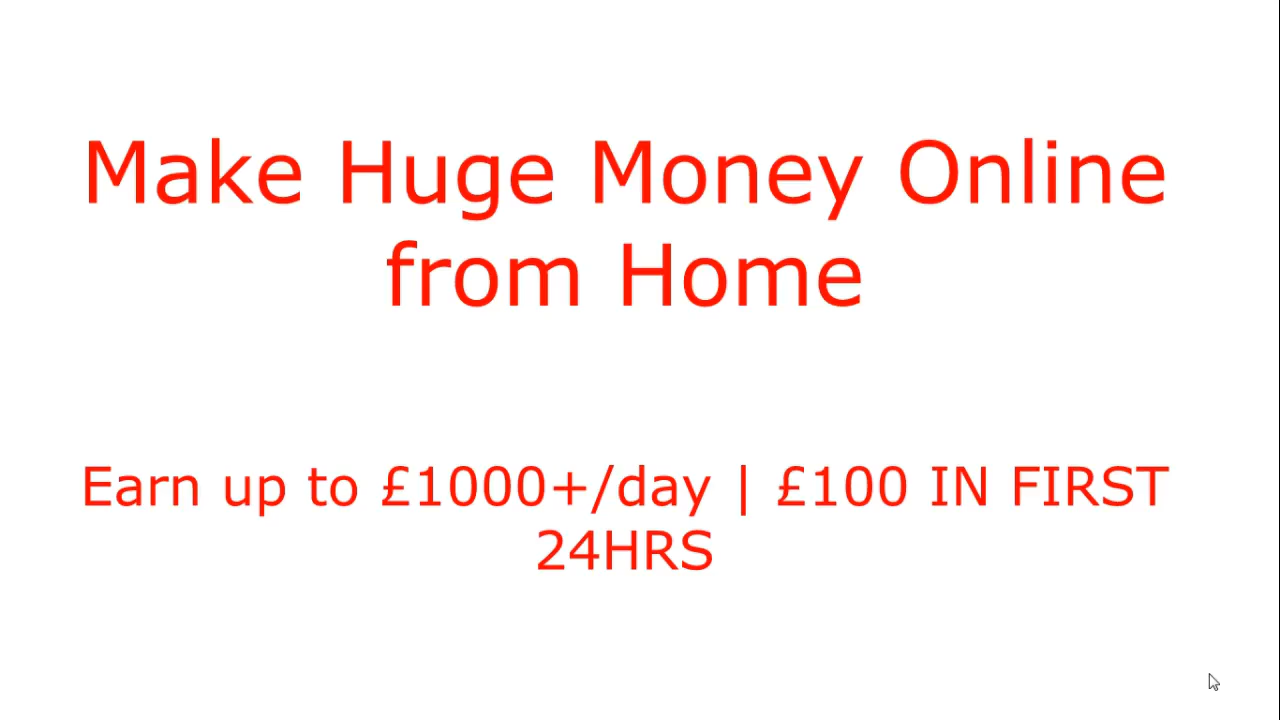 Make Huge Money Online
from Home
Earn up to £1000+/day | £100 IN FIRST
24HRS